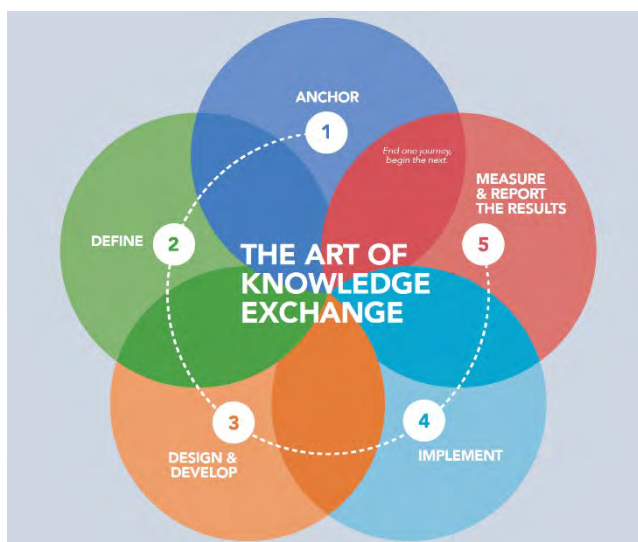 ANCHOR
1
End one journey,
begin the next.
MEASURE
& REPORT
THE RESULTS
5
DEFINE
2
THE ART OF
KNOWLEDGE
EXCHANGE
3
DESIGN &
DEVELOP
4
IMPLEMENT